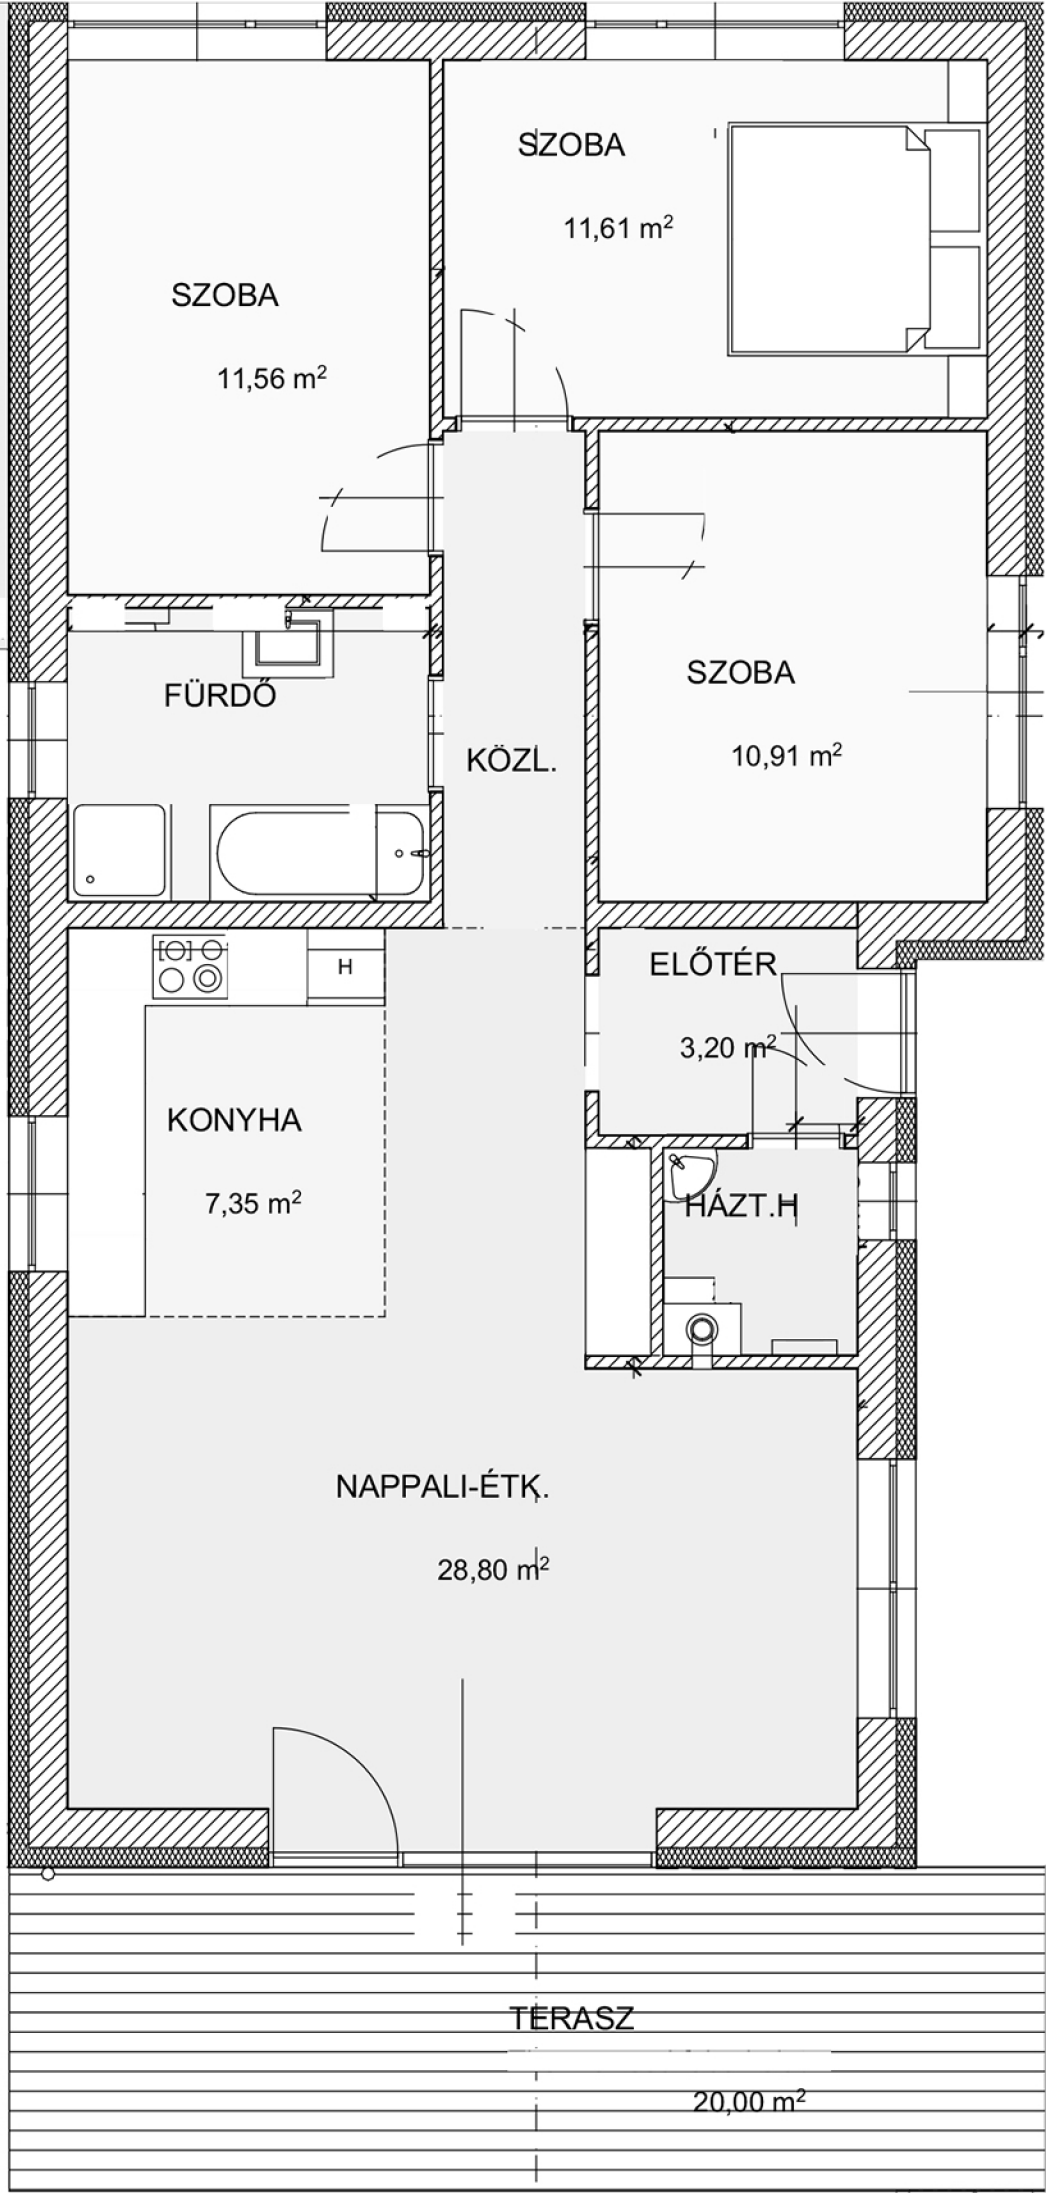 SZOBA
11,61 m²
SZOBA
11,56 m²
SZOBA
10,91 m²
FÜRDŐ
KÖZL.
ELŐTÉR
3,20 m²
H
KONYHA
7,35 m²
HÁZT.H
NAPPALI-ÉTK.
28,80 m²
TERASZ
20,00 m²